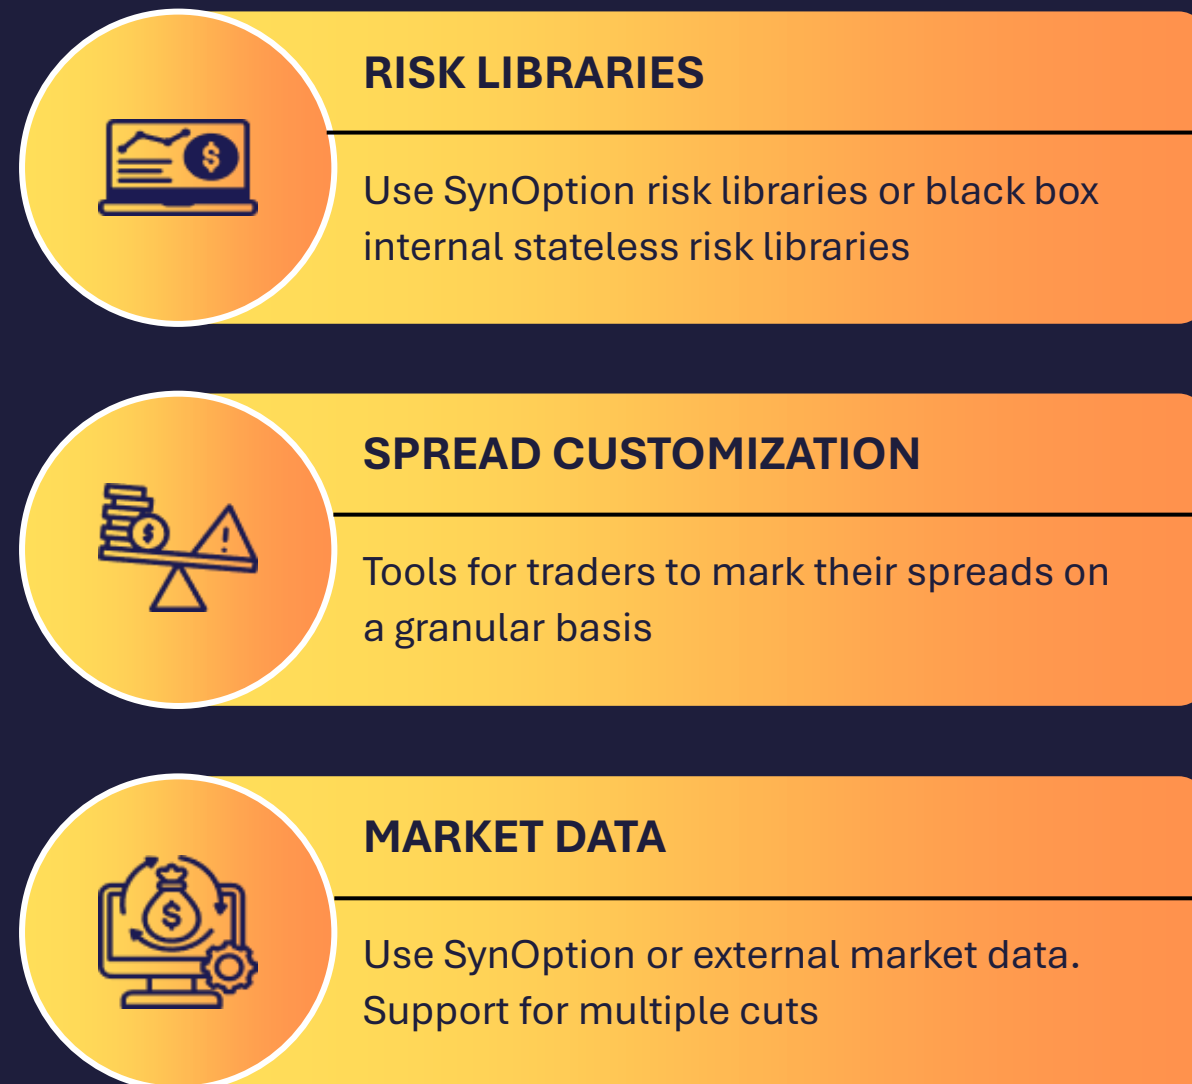 RISK LIBRARIES
Use SynOption risk libraries or black box
internal stateless risk libraries
SPREAD CUSTOMIZATION
Tools for traders to mark their spreads on
a granular basis
MARKET DATA
Use SynOption or external market data.
Support for multiple cuts